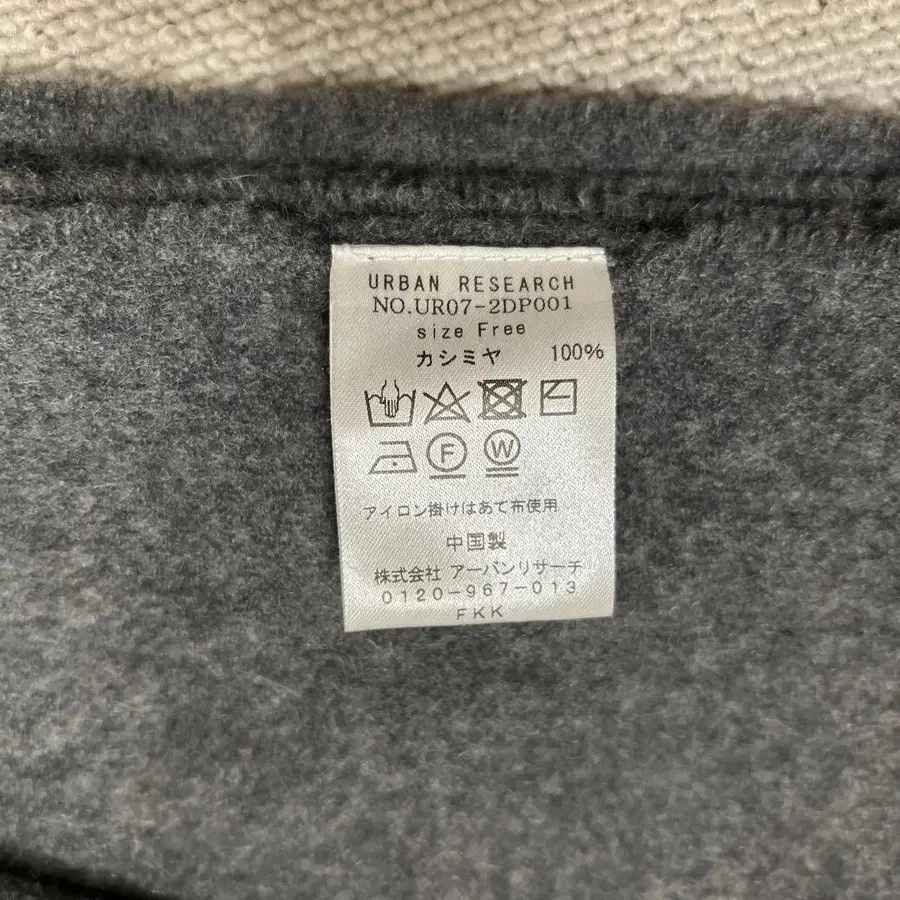 URBAN RESEARCH
NO.UR07-2DP001
size Free
カシミヤ 100%
F W
アイロン掛けはあて布使用
中国製
株式会社 アーバンリサーチ
0120-967-013
FKK